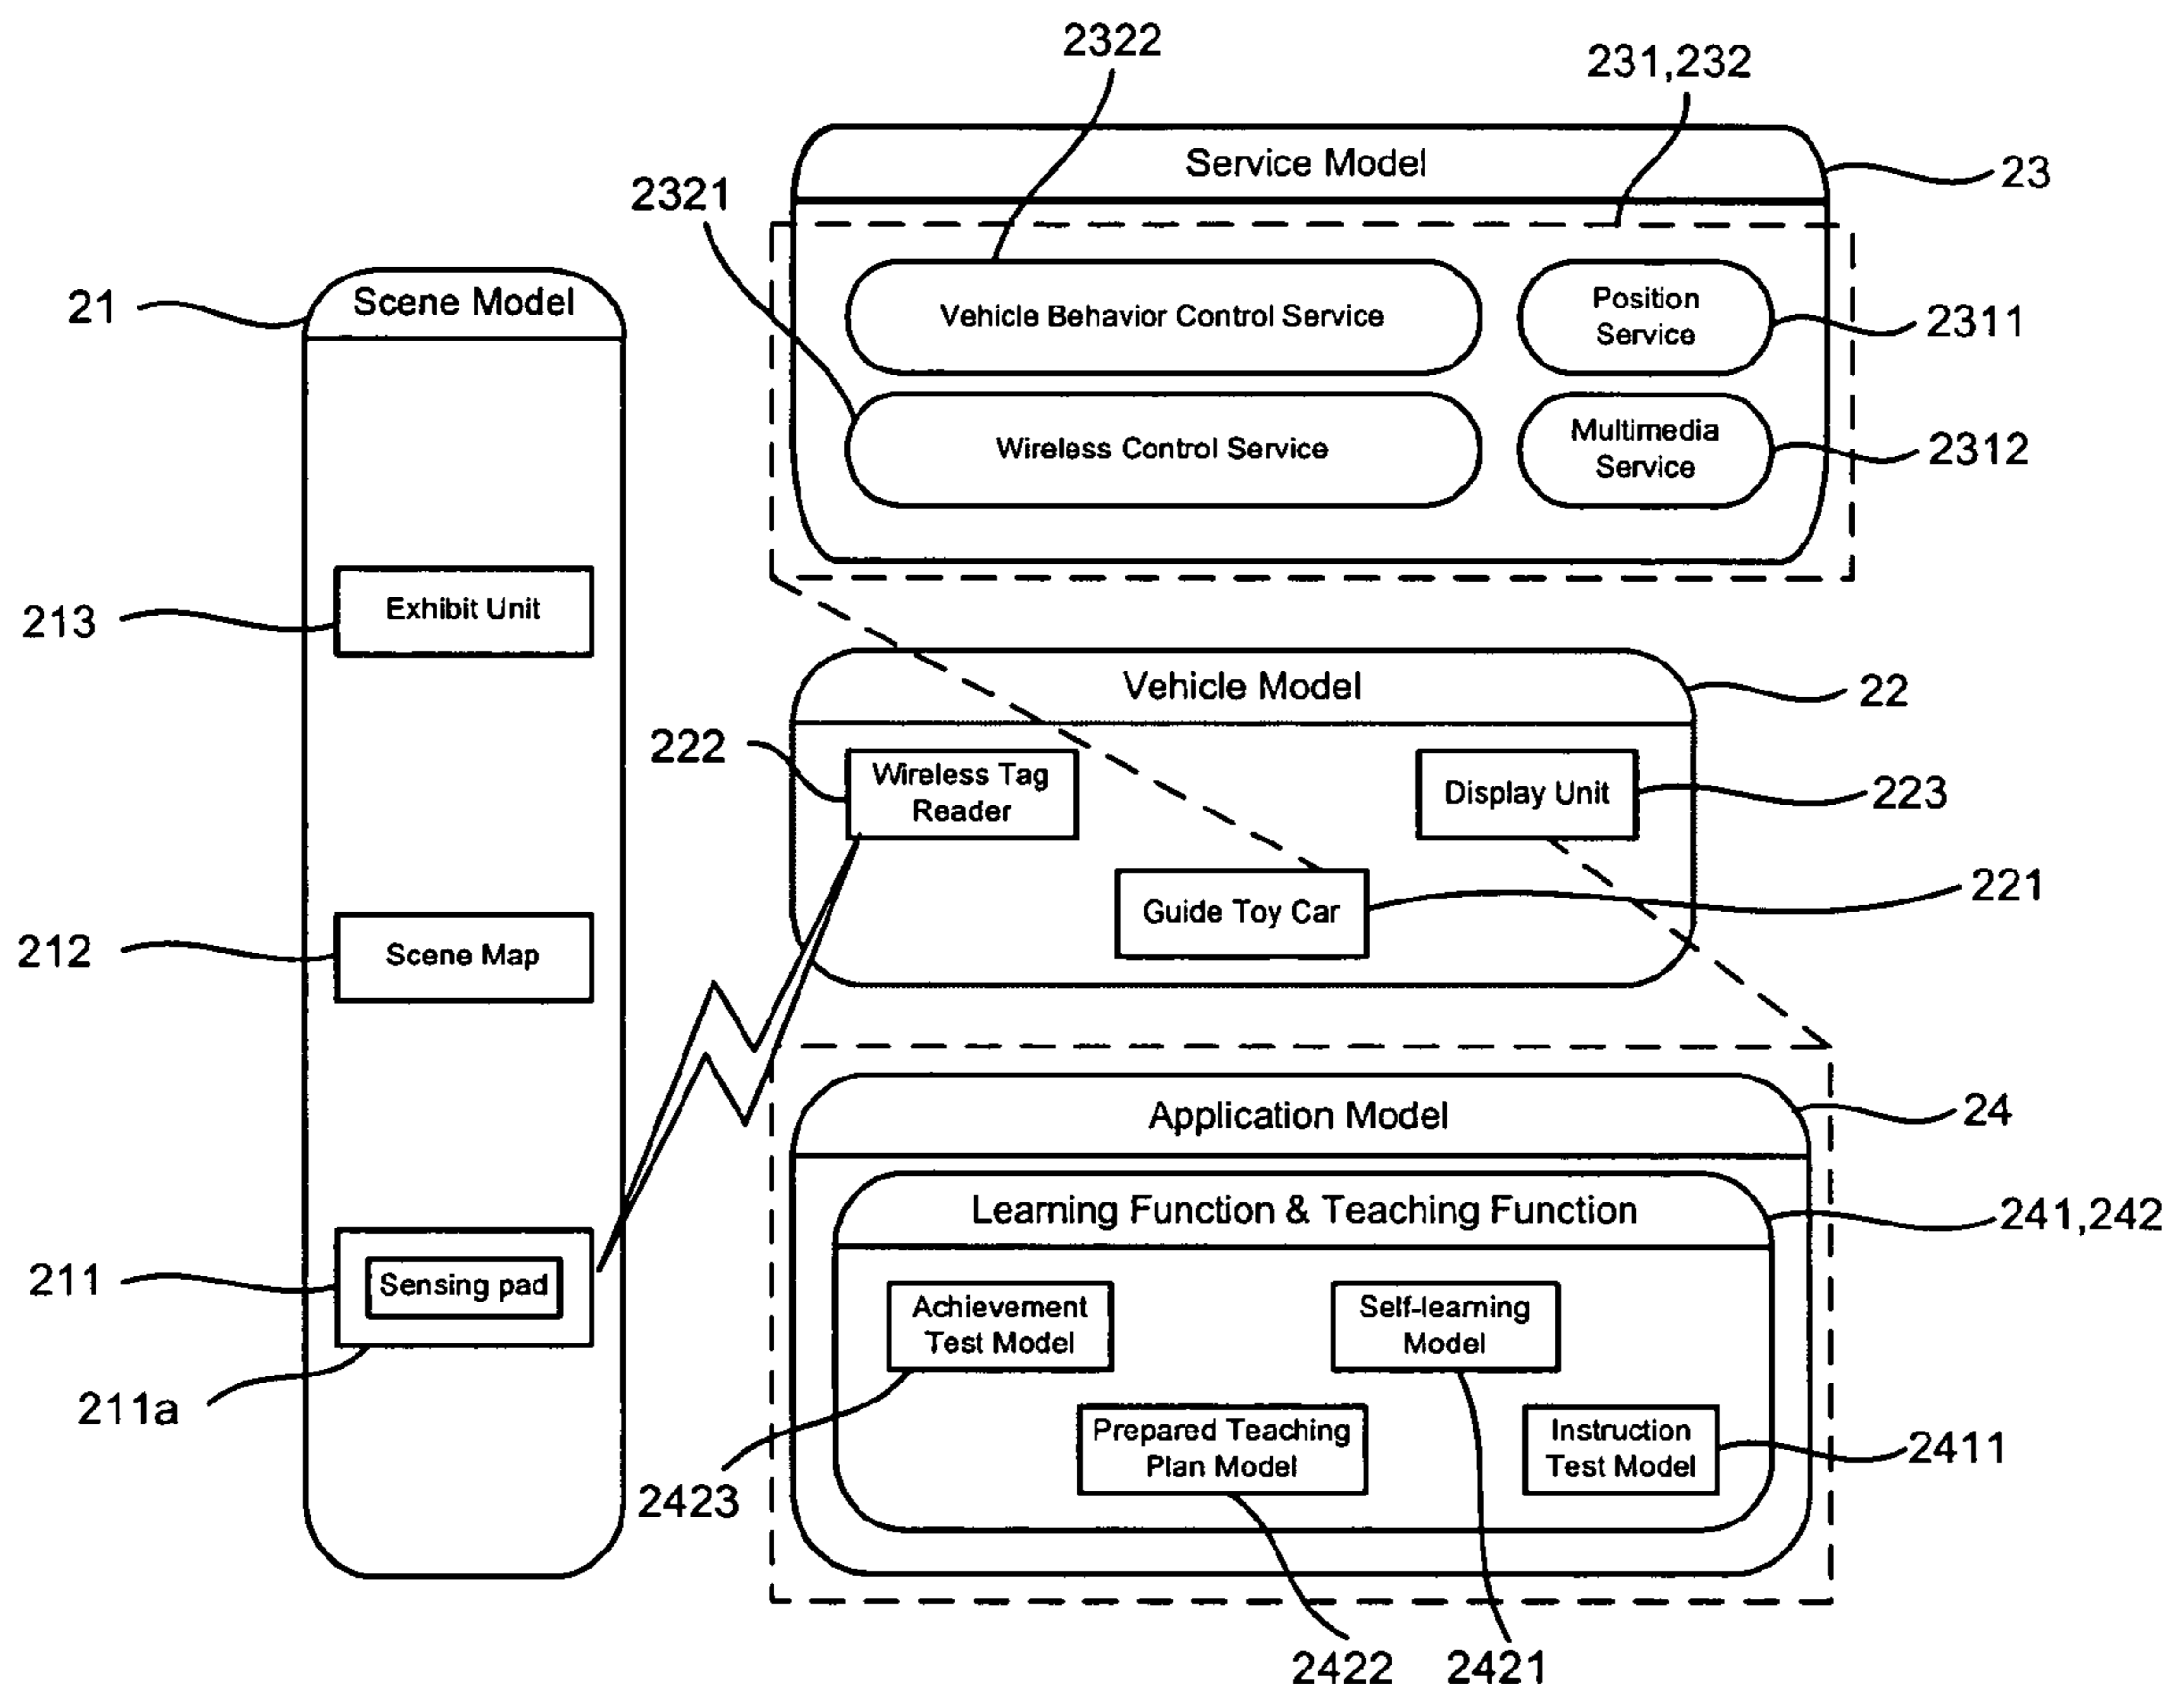 2322
231,232
Service Model
23
2321
Vehicle Behavior Control Service
Position
Service
2311
Wireless Control Service
Multimedia
Service
2312
21
Scene Model
Exhibit Unit
213
Scene Map
212
Sensing pad
211
211a
Vehicle Model
22
222
Wireless Tag
Reader
Display Unit
223
Guide Toy Car
221
Application Model
24
Learning Function & Teaching Function
241,242
Achievement
Test Model
Self-learning
Model
Prepared Teaching
Plan Model
Instruction
Test Model
2411
2423
2422
2421